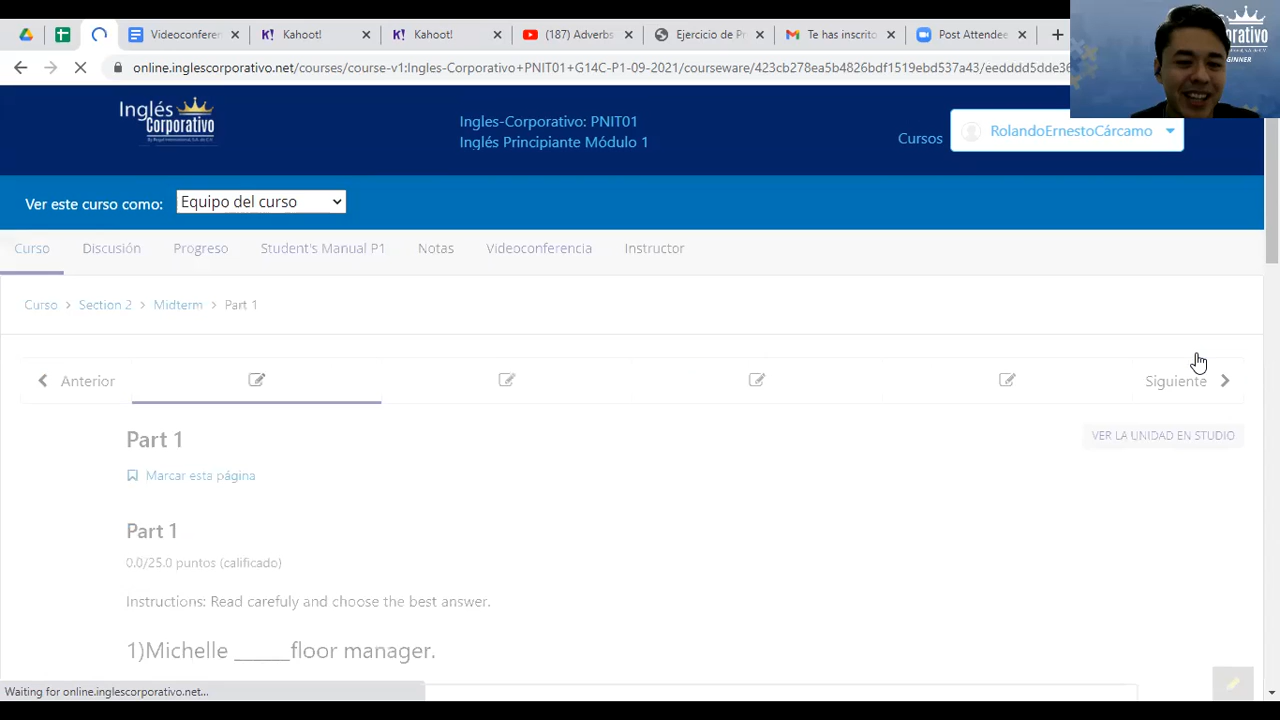 Videoconferen
Kahoot!
Kahoot!
(187) Adverbs
Ejercicio de Pr
Te has inscrito
Post Attendee
online.inglescorporativo.net/courses/course-v1:Ingles-Corporativo+PNIT01+G14C-P1-09-2021/courseware/423cb278ea5b4826bdf1519ebd537a43/eedddd5dde36
Inglés
Corporativo
Ingles-Corporativo: PNIT01
Inglés Principiante Módulo 1
Cursos
RolandoErnestoCárcamo
Ver este curso como:
Equipo del curso
Curso
Discusión
Progreso
Student's Manual P1
Notas
Videoconferencia
Instructor
Curso > Section 2 > Midterm > Part 1
Anterior
Siguiente
Part 1
VER LA UNIDAD EN STUDIO
Marcar esta página
Part 1
0.0/25.0 puntos (calificado)
Instructions: Read carefuly and choose the best answer.
1)Michelle ______floor manager.
Waiting for online.inglescorporativo.net...